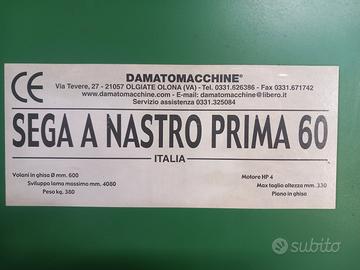 CE
DAMATOMACCHINE®
Via Tevere, 27 - 21057 OLGIATE OLONA (VA) - Tel. 0331.626386 - Fax 0331.671742
www.damatomacchine.com - E-mail: damatomacchine@libero.it
Servizio assistenza 0331.325084
SEGA A NASTRO PRIMA 60
ITALIA
Volani in ghisa Ø mm. 600
Motore HP 4
Sviluppo lama massimo mm. 4080
Max taglio altezza mm. 330
Peso kg. 380
Piano in ghisa
subito